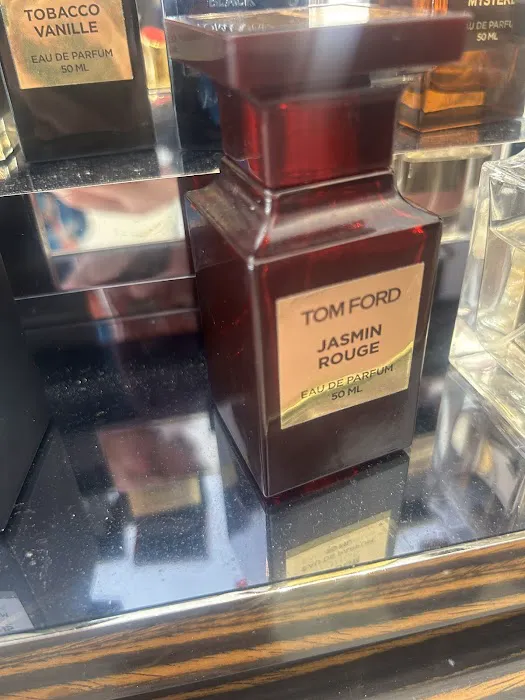 TOBACCO
VANILLE
EAU DE PARFUM
50 ML
BLACK
EAU DE PARFUM
50 ML
TOM FORD
JASMIN
ROUGE
EAU DE PARFUM
50 ML